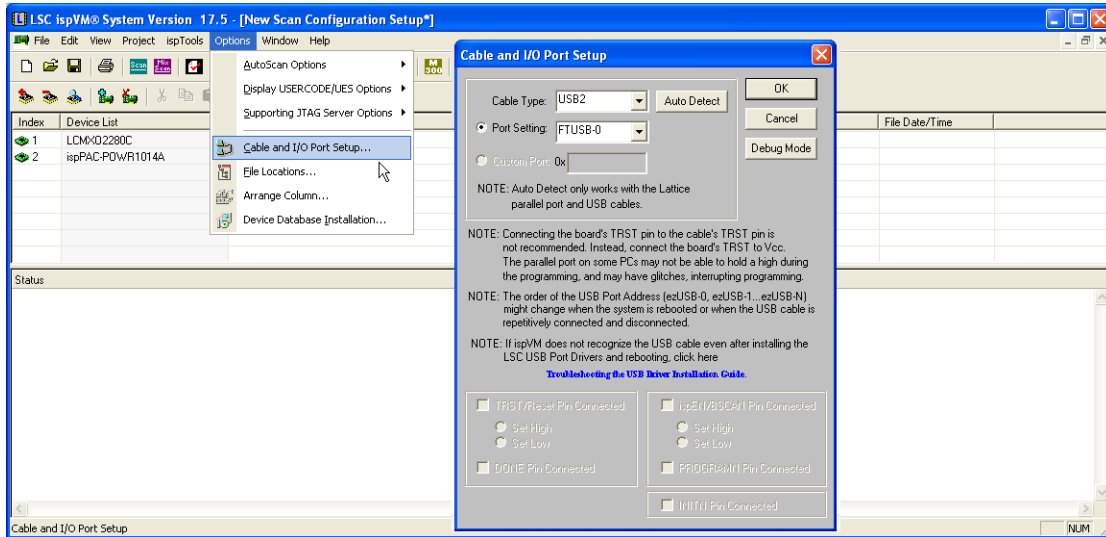 LSC ispVM® System Version 17.5 - [New Scan Configuration Setup*]
File Edit View Project ispTools Options Window Help
AutoScan Options
Display USERCODE/UES Options
Supporting JTAG Server Options
Cable and I/O Port Setup...
File Locations...
Arrange Column...
Device Database Installation...
Index Device List File Date/Time
1 LCMXO2280C
2 ispPAC-POWR1014A
Status
Cable and I/O Port Setup
Cable Type: USB2 Auto Detect OK
Port Setting: FTUSB-0 Cancel
Custom Port: 0x Debug Mode
NOTE: Auto Detect only works with the Lattice
parallel port and USB cables.
NOTE: Connecting the board's TRST pin to the cable's TRST pin is
not recommended. Instead, connect the board's TRST to Vcc.
The parallel port on some PCs may not be able to hold a high during
the programming, and may have glitches, interrupting programming.
NOTE: The order of the USB Port Address (ezUSB-0, ezUSB-1...ezUSB-N)
might change when the system is rebooted or when the USB cable is
repetitively connected and disconnected.
NOTE: If ispVM does not recognize the USB cable even after installing the
LSC USB Port Drivers and rebooting, click here
Troubleshooting the USB Driver Installation Guide.
TRST/Reset Pin Connected ispEN/BSCAN Pin Connected
Set High Set High
Set Low Set Low
DONE Pin Connected PROGRAMN Pin Connected
INITN Pin Connected
Cable and I/O Port Setup NUM